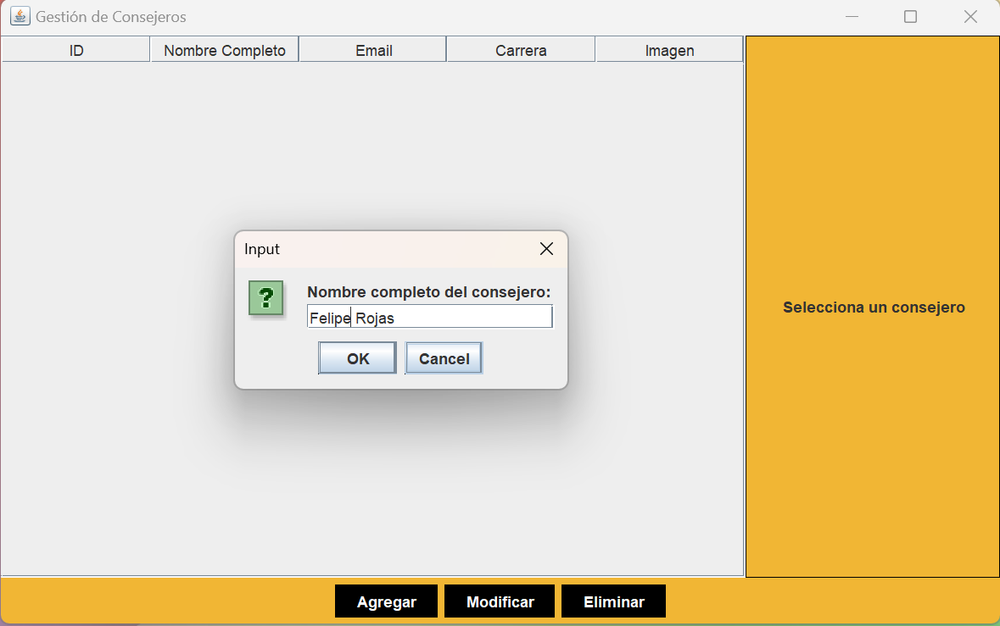 Gestión de Consejeros
ID Nombre Completo Email Carrera Imagen
Input
?
Nombre completo del consejero:
Felipe Rojas
OK Cancel
Selecciona un consejero
Agregar Modificar Eliminar